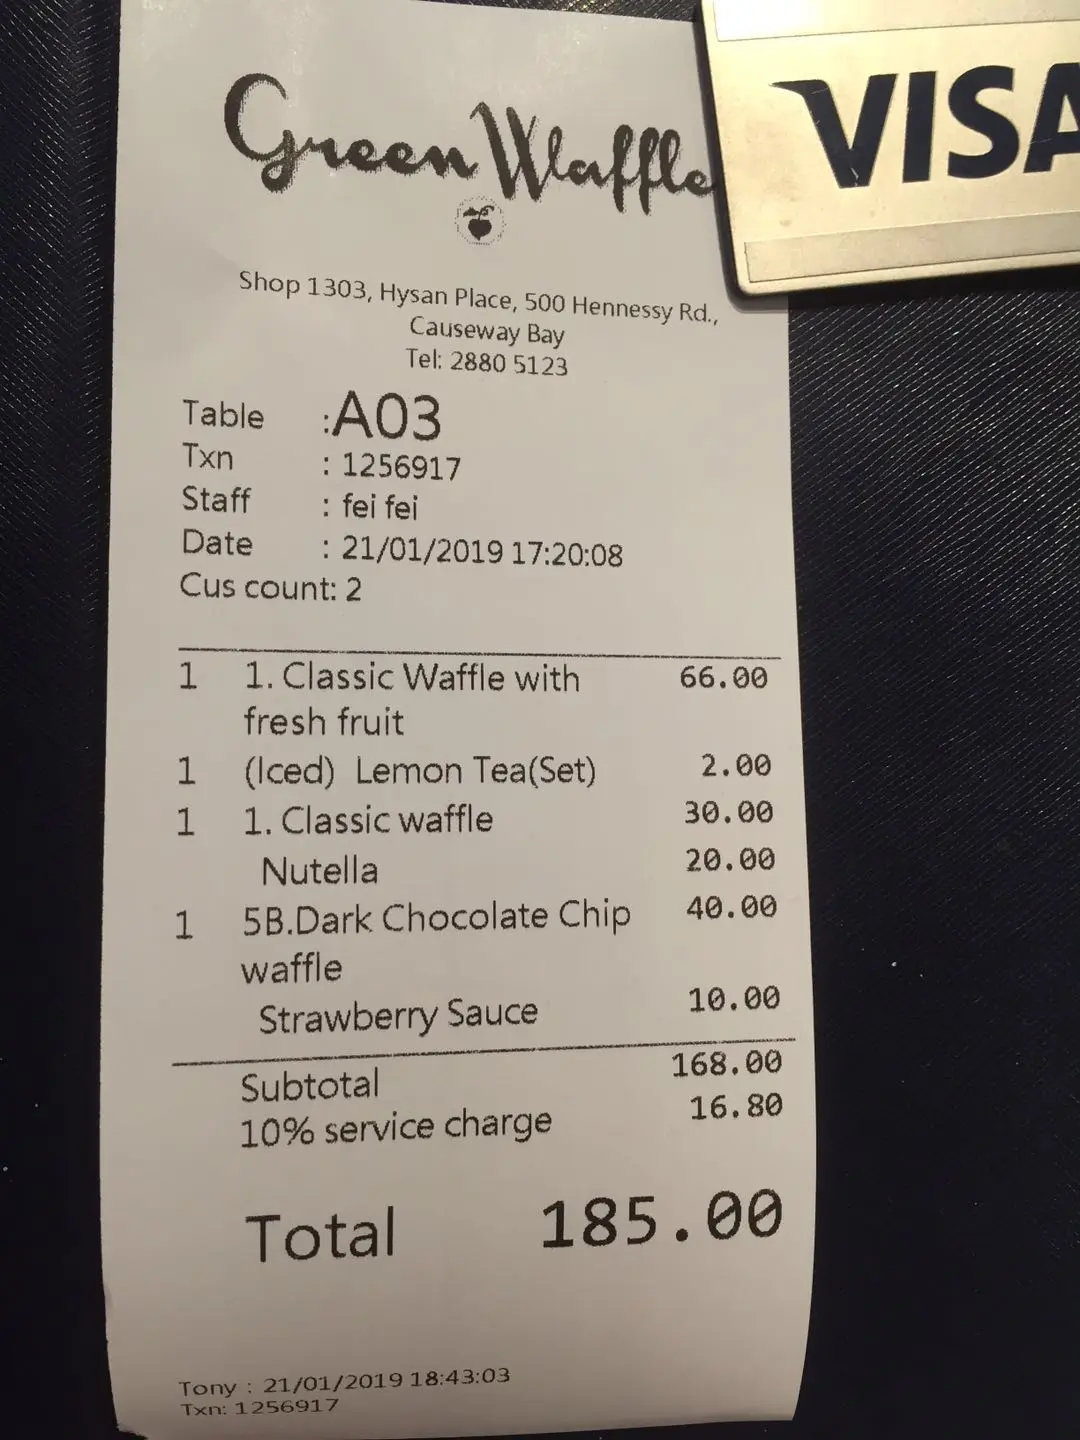 Green Waffle
VISA
Shop 1303, Hysan Place, 500 Hennessy Rd.,
Causeway Bay
Tel: 2880 5123
Table :A03
Txn : 1256917
Staff : fei fei
Date : 21/01/2019 17:20:08
Cus count: 2
1 1. Classic Waffle with 66.00
fresh fruit
1 (Iced) Lemon Tea(Set) 2.00
1 1. Classic waffle 30.00
Nutella 20.00
1 5B.Dark Chocolate Chip 40.00
waffle
Strawberry Sauce 10.00
Subtotal 168.00
10% service charge 16.80
Total 185.00
Tony : 21/01/2019 18:43:03
Txn: 1256917